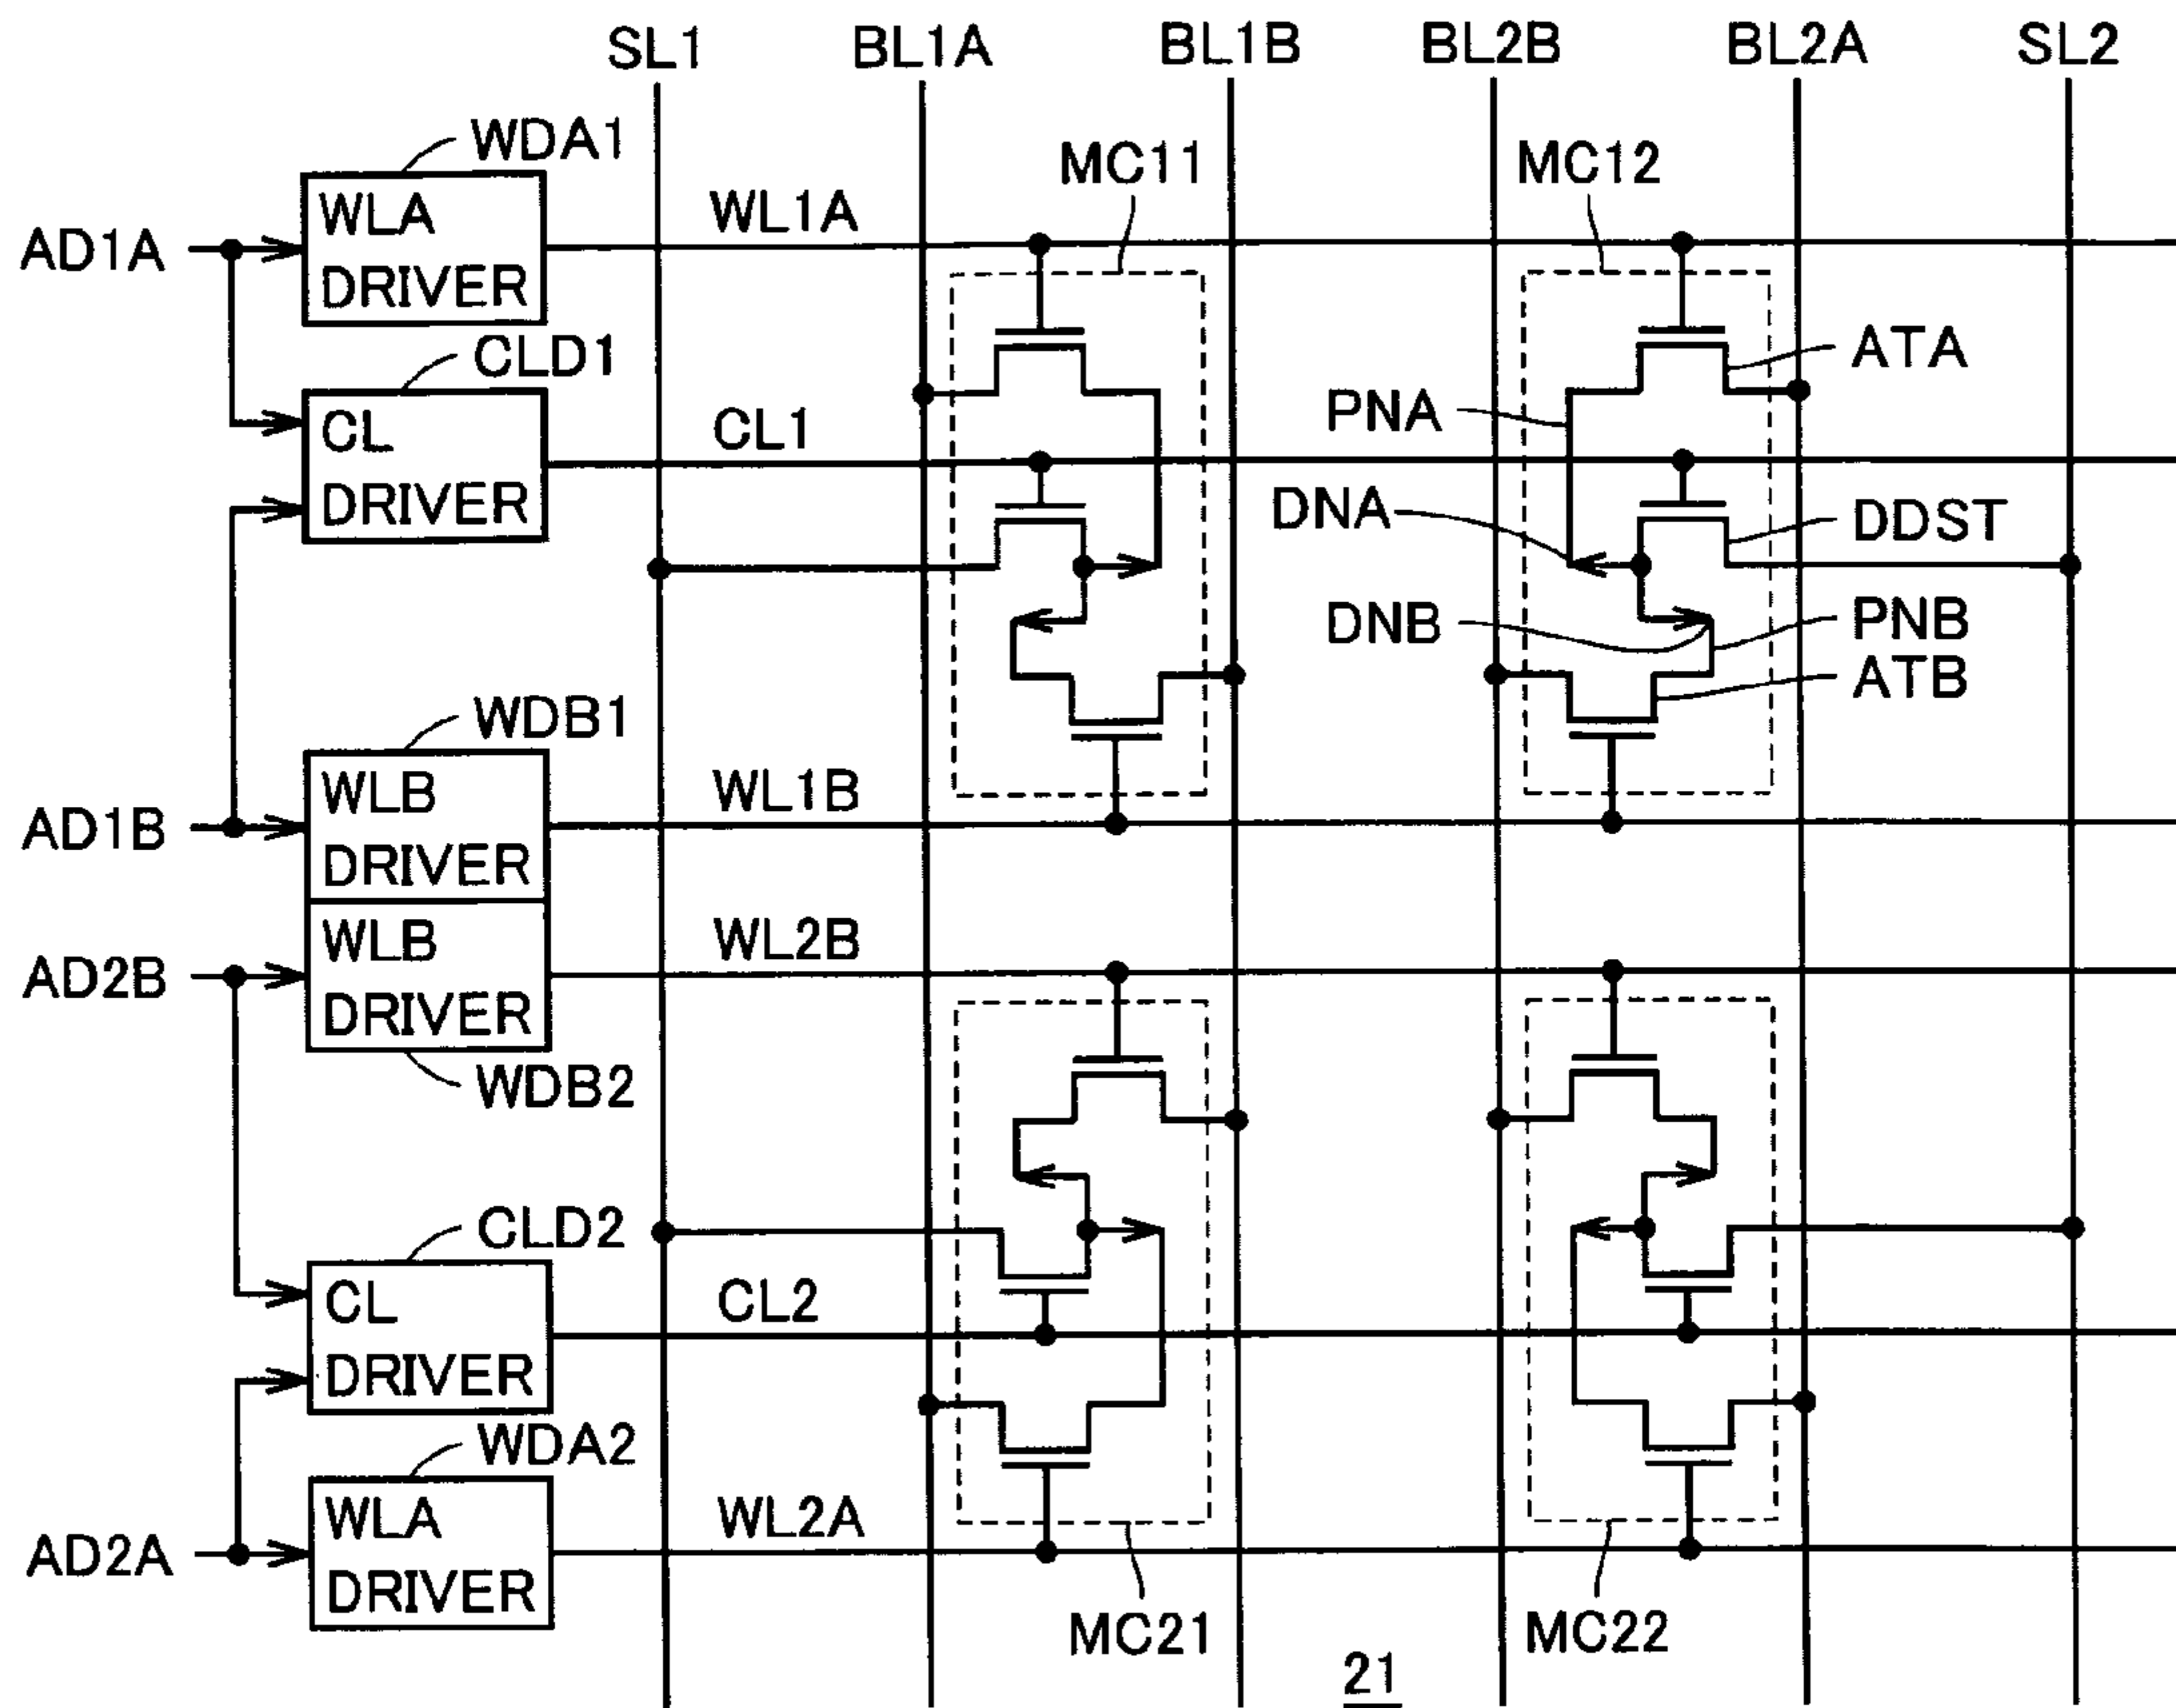 SL1
BL1A
BL1B
BL2B
BL2A
SL2
WDA1
MC11
MC12
WLA
DRIVER
WL1A
AD1A
CLD1
ATA
CL
DRIVER
CL1
PNA
DNA
DDST
DNB
PNB
ATB
WDB1
WLB
DRIVER
WL1B
AD1B
WLB
DRIVER
WL2B
AD2B
WDB2
CLD2
CL
DRIVER
CL2
WDA2
WLA
DRIVER
WL2A
AD2A
MC21
MC22
21